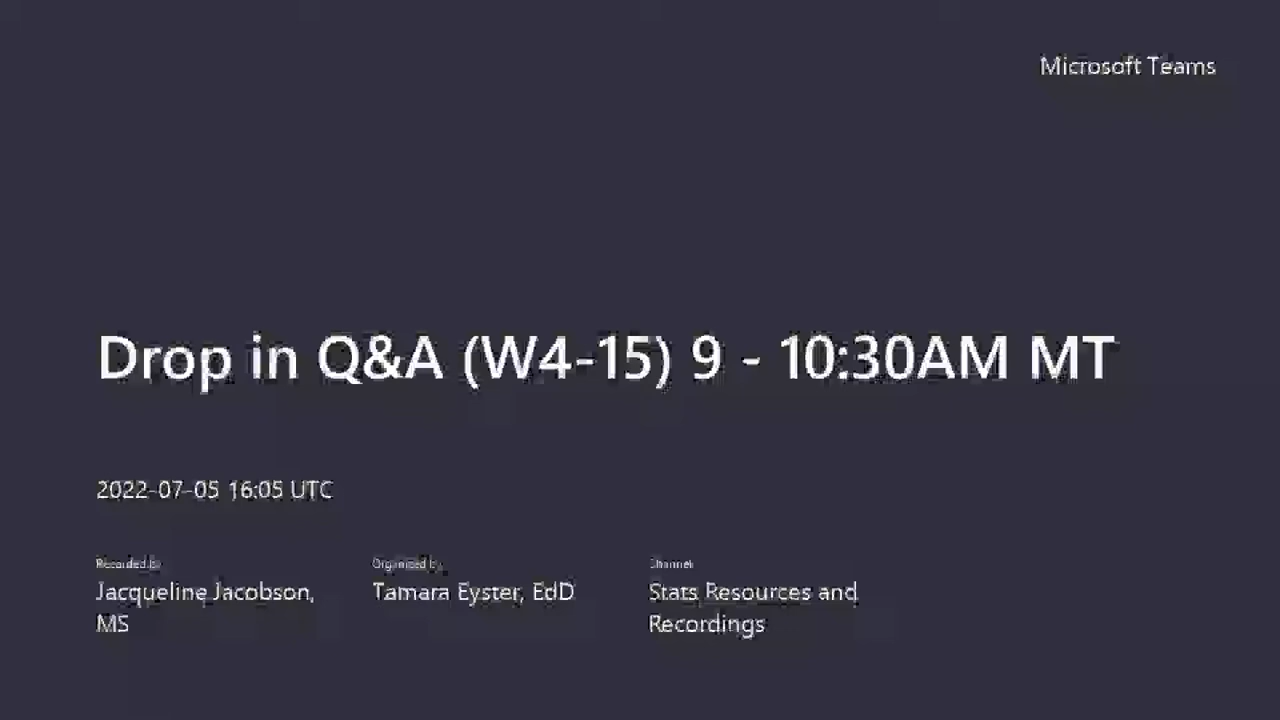 Microsoft Teams
Drop in Q&A (W4-15) 9 - 10:30AM MT
2022-07-05 16:05 UTC
Recorded by
Organized by
Channel
Jacqueline Jacobson,
MS
Tamara Eyster, EdD
Stats Resources and
Recordings